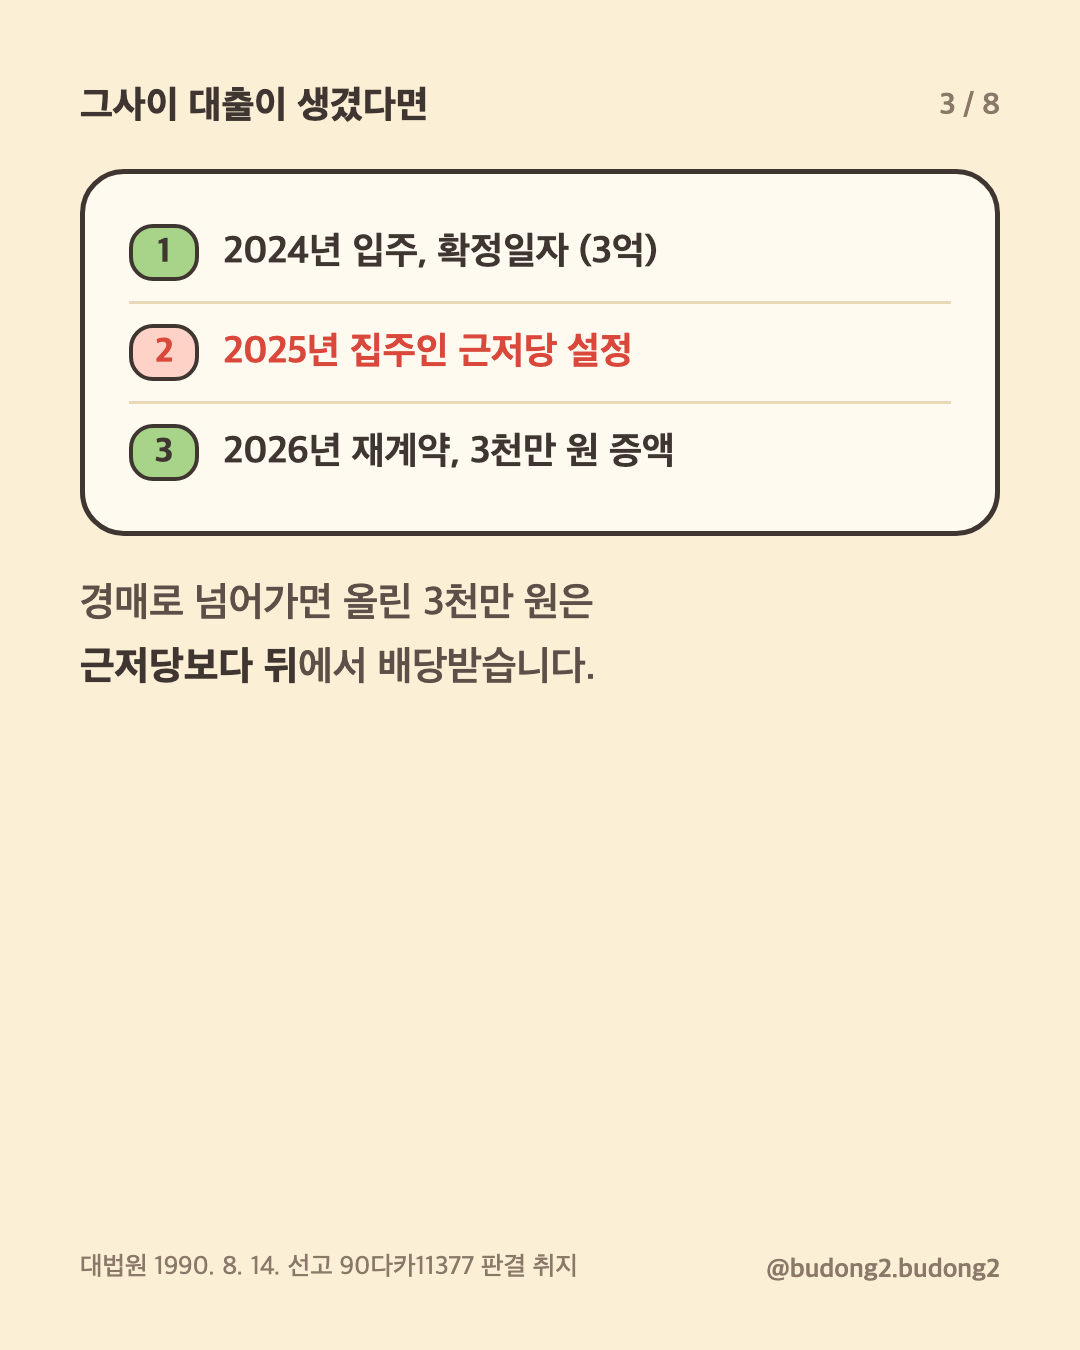 그사이 대출이 생겼다면
3 / 8
1 2024년 입주, 확정일자 (3억)
2 2025년 집주인 근저당 설정
3 2026년 재계약, 3천만 원 증액
경매로 넘어가면 올린 3천만 원은
근저당보다 뒤에서 배당받습니다.
대법원 1990. 8. 14. 선고 90다카11377 판결 취지
@budong2.budong2